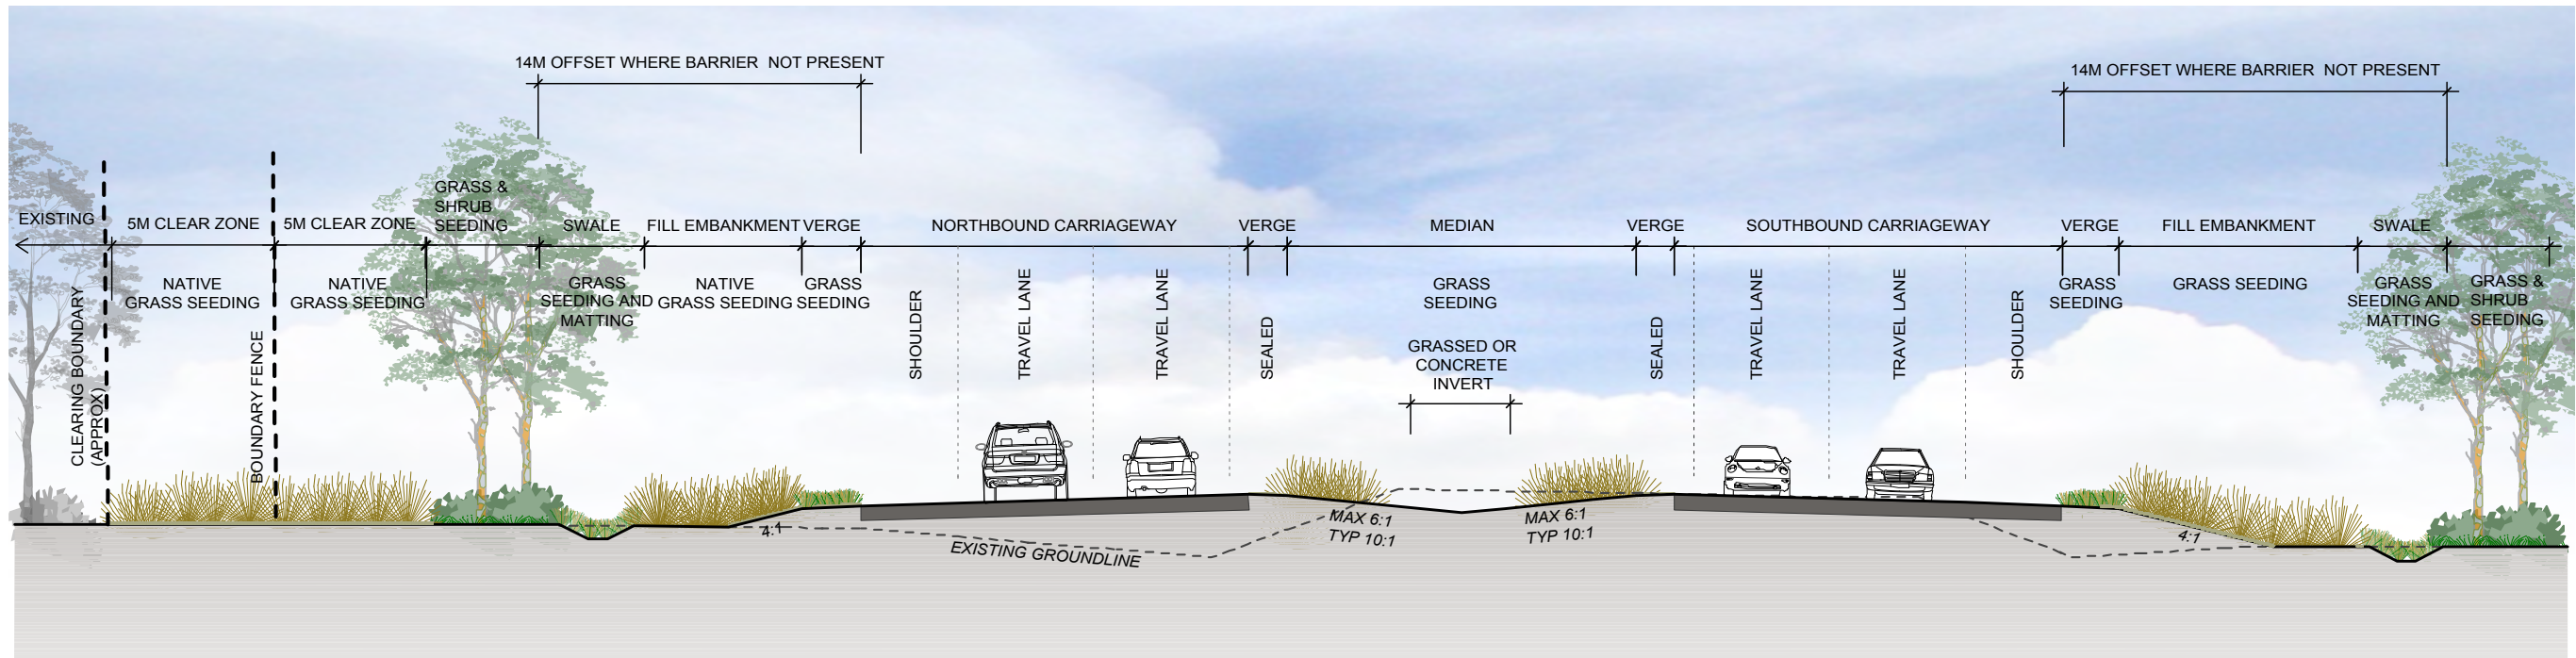 14M OFFSET WHERE BARRIER NOT PRESENT
14M OFFSET WHERE BARRIER NOT PRESENT
EXISTING
5M CLEAR ZONE
5M CLEAR ZONE
GRASS &
SHRUB
SEEDING
SWALE
FILL EMBANKMENT
VERGE
NORTHBOUND CARRIAGEWAY
VERGE
MEDIAN
VERGE
SOUTHBOUND CARRIAGEWAY
VERGE
FILL EMBANKMENT
SWALE
CLEARING BOUNDARY
(APPROX)
NATIVE
GRASS SEEDING
BOUNDARY FENCE
NATIVE
GRASS SEEDING
GRASS
SEEDING AND
MATTING
NATIVE
GRASS SEEDING
GRASS
SEEDING
SHOULDER
TRAVEL LANE
TRAVEL LANE
SEALED
GRASS
SEEDING
GRASSED OR
CONCRETE
INVERT
SEALED
TRAVEL LANE
TRAVEL LANE
SHOULDER
GRASS
SEEDING
GRASS SEEDING
GRASS
SEEDING AND
MATTING
GRASS &
SHRUB
SEEDING
4:1
EXISTING GROUNDLINE
MAX 6:1
TYP 10:1
MAX 6:1
TYP 10:1
4:1